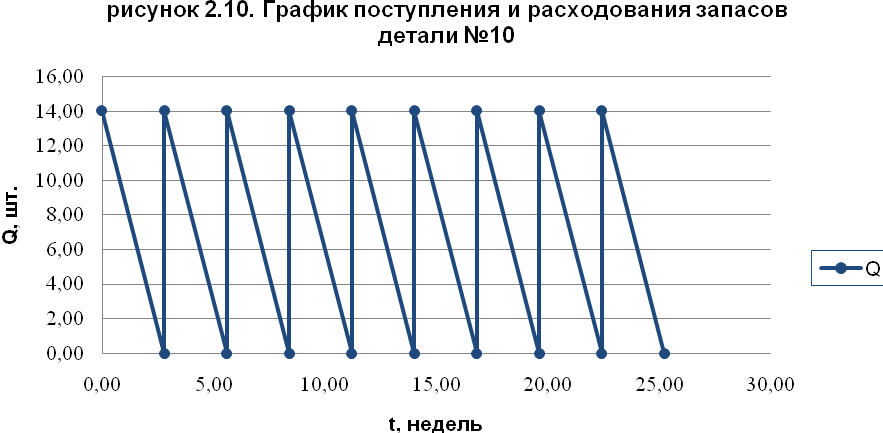 рисунок 2.10. График поступления и расходования запасов
детали №10
16,00
14,00
12,00
10,00
8,00
6,00
4,00
2,00
0,00
Q, шт.
0,00 5,00 10,00 15,00 20,00 25,00 30,00
t, недель
Q